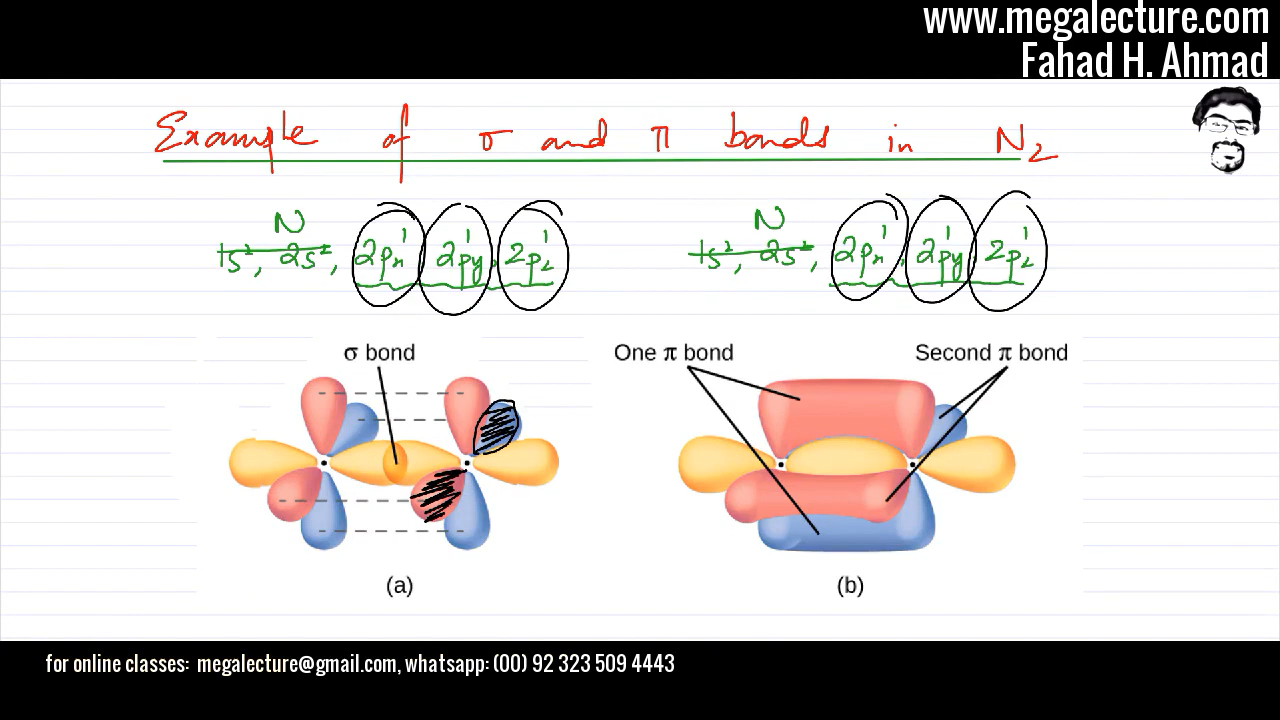 www.megalecture.com
Fahad H. Ahmad
Example of σ and π bonds in N₂
N N
1s², 2s², 2pₓ¹ 2py¹, 2p𝓏¹ 1s², 2s², 2pₓ¹, 2py¹ 2p𝓏¹
σ bond One π bond Second π bond
(a) (b)
for online classes: megalecture@gmail.com, whatsapp: (00) 92 323 509 4443